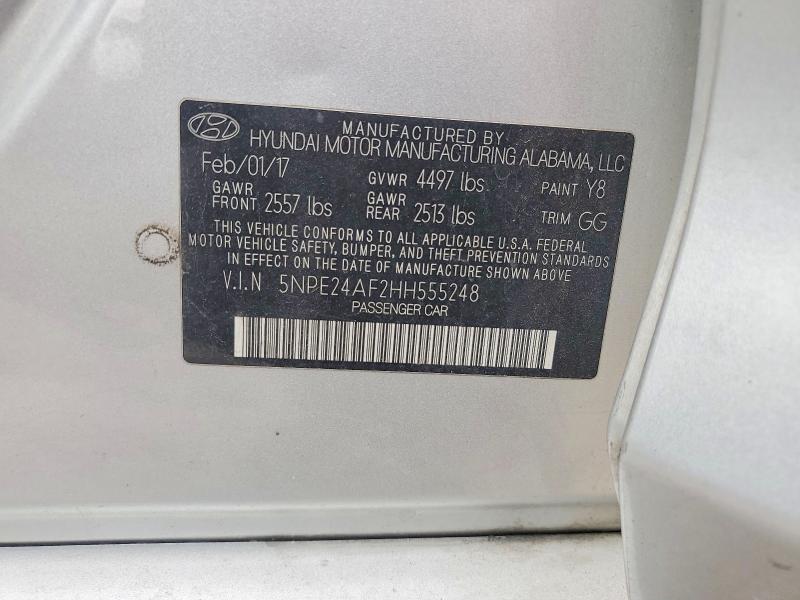 MANUFACTURED BY
HYUNDAI MOTOR MANUFACTURING ALABAMA, LLC
Feb/01/17 GVWR 4497 lbs PAINT Y8
GAWR FRONT 2557 lbs GAWR REAR 2513 lbs TRIM GG
THIS VEHICLE CONFORMS TO ALL APPLICABLE U.S.A. FEDERAL
MOTOR VEHICLE SAFETY, BUMPER, AND THEFT PREVENTION STANDARDS
IN EFFECT ON THE DATE OF MANUFACTURE SHOWN ABOVE
V.I.N 5NPE24AF2HH555248
PASSENGER CAR